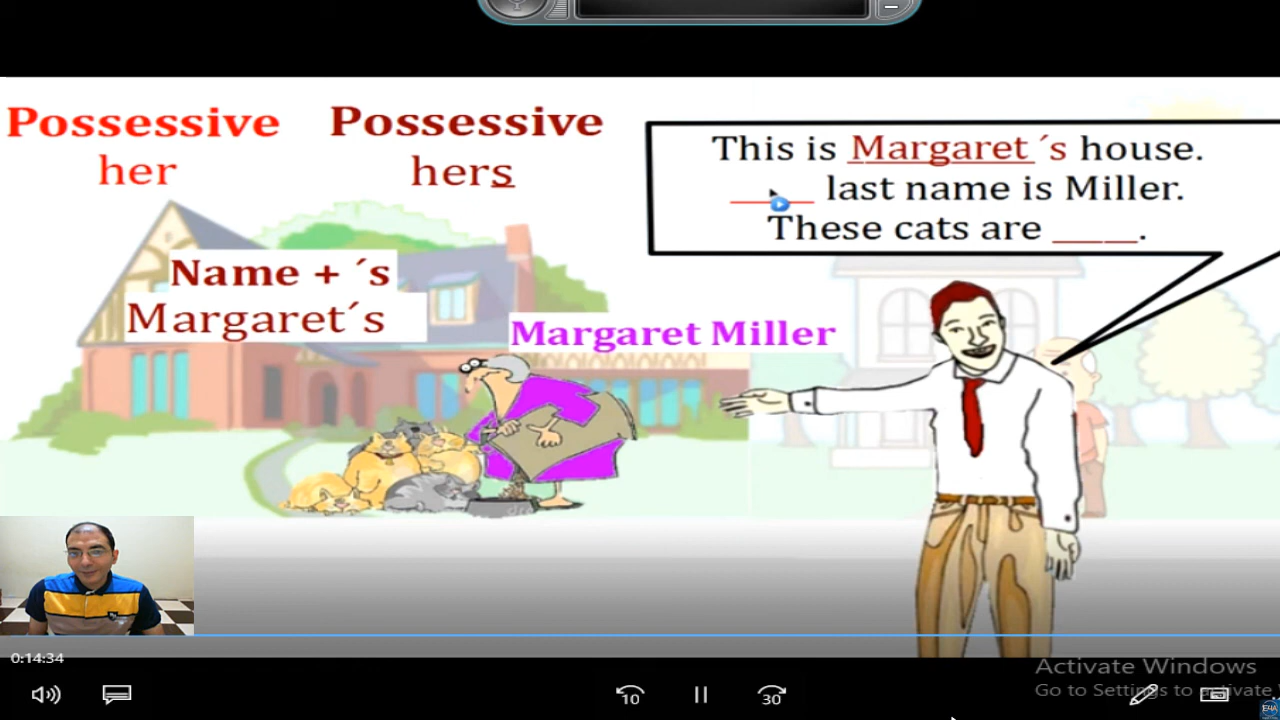 Possessive
her
Possessive
hers
This is Margaret ´s house.
____ last name is Miller.
These cats are ____.
Name + ´s
Margaret´s
Margaret Miller
0:14:34
10
30
Activate Windows
Go to Settings to activate